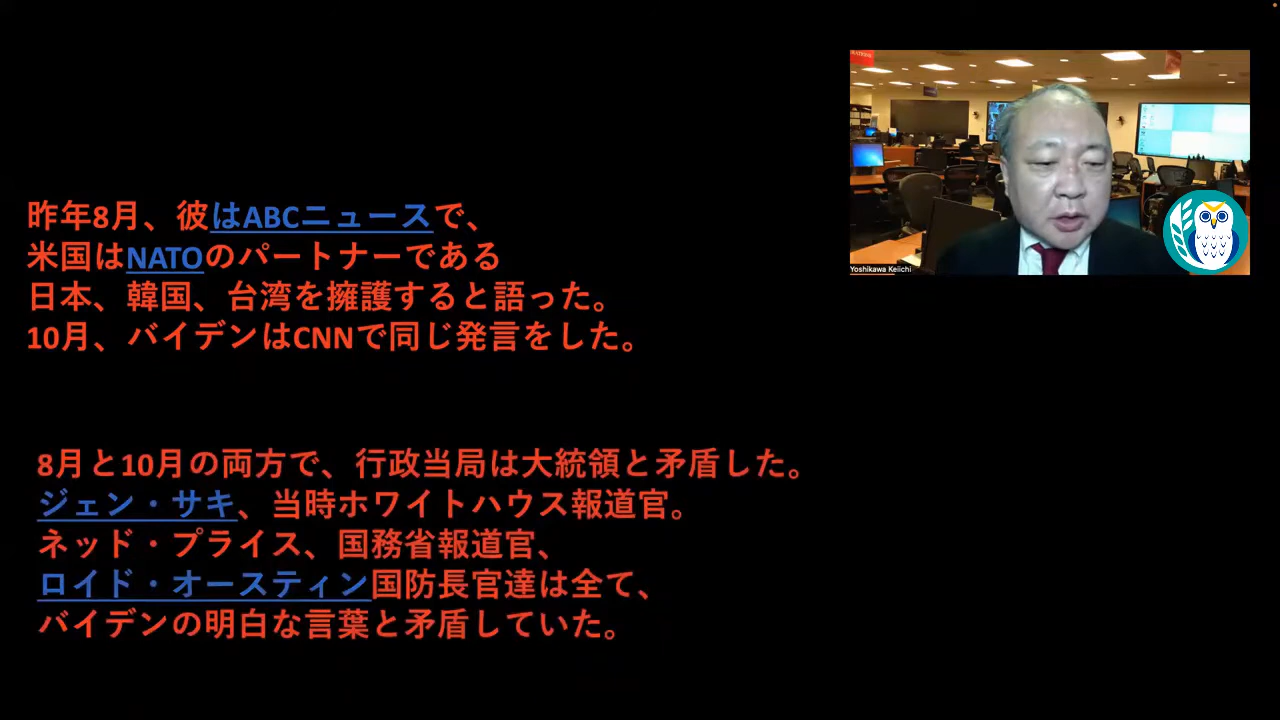 昨年8月、彼はABCニュースで、
米国はNATOのパートナーである
日本、韓国、台湾を擁護すると語った。
10月、バイデンはCNNで同じ発言をした。
8月と10月の両方で、行政当局は大統領と矛盾した。
ジェン・サキ、当時ホワイトハウス報道官。
ネッド・プライス、国務省報道官、
ロイド・オースティン国防長官達は全て、
バイデンの明白な言葉と矛盾していた。
Yoshikawa Keiichi